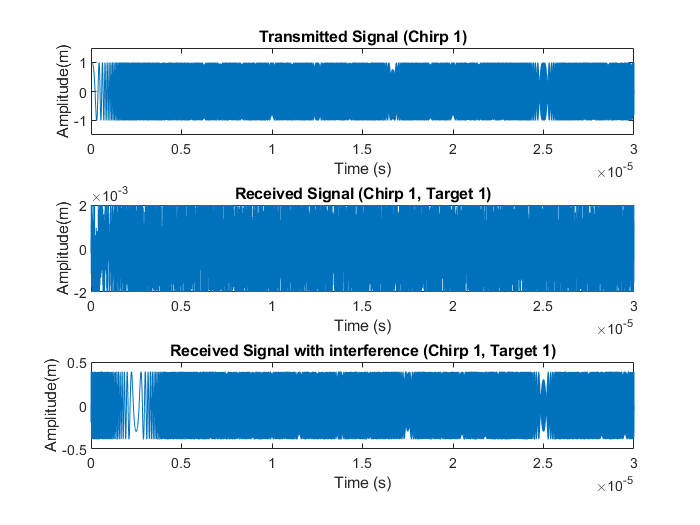 Transmitted Signal (Chirp 1)
1
0
-1
Amplitude(m)
0 0.5 1 1.5 2 2.5 3
Time (s)
×10^-5
Received Signal (Chirp 1, Target 1)
×10^-3
2
0
-2
Amplitude(m)
0 0.5 1 1.5 2 2.5 3
Time (s)
×10^-5
Received Signal with interference (Chirp 1, Target 1)
0.5
0
-0.5
Amplitude(m)
0 0.5 1 1.5 2 2.5 3
Time (s)
×10^-5